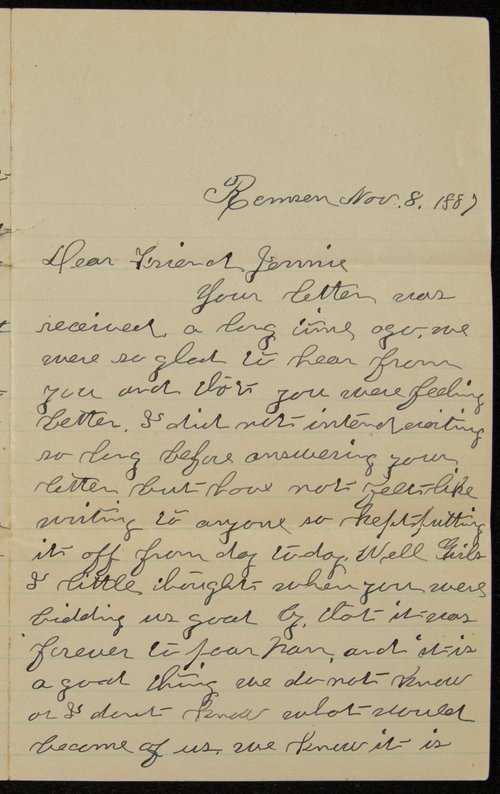 Remsen Nov. 8. 1887
Dear Friend Jennie
Your letter was
received, a long time ago, we
were so glad to hear from
you and that you were feeling
better. I did not intend waiting
so long before answering your
letter, but have not felt like
writing to anyone so kept putting
it off from day to day. Well Girls
I little thought when you were
bidding us good by, that it was
forever to poor and it is
a good thing we do not know
or I dont know what would
become of us, we know it is